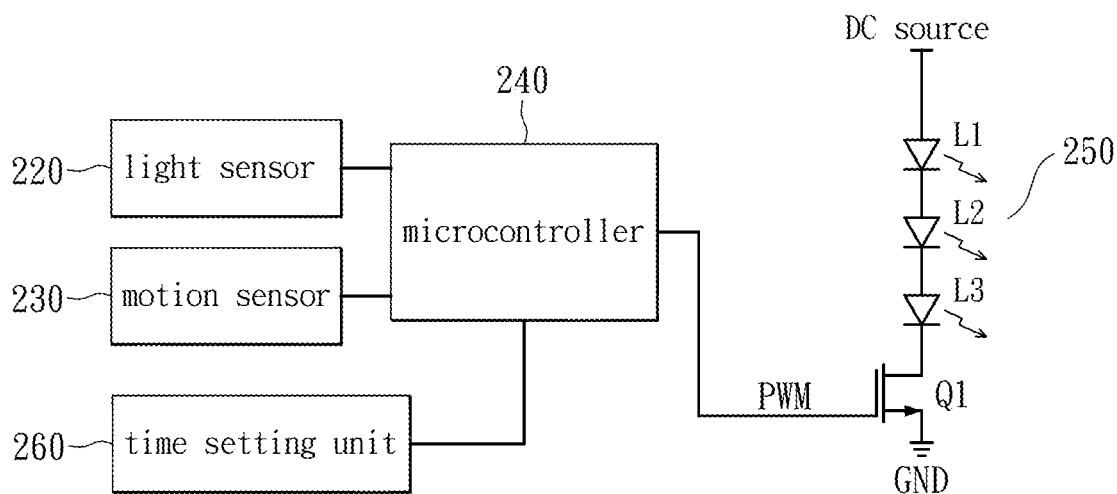 DC source
240
L1
250
220
light sensor
microcontroller
L2
230
motion sensor
L3
PWM
Q1
260
time setting unit
GND